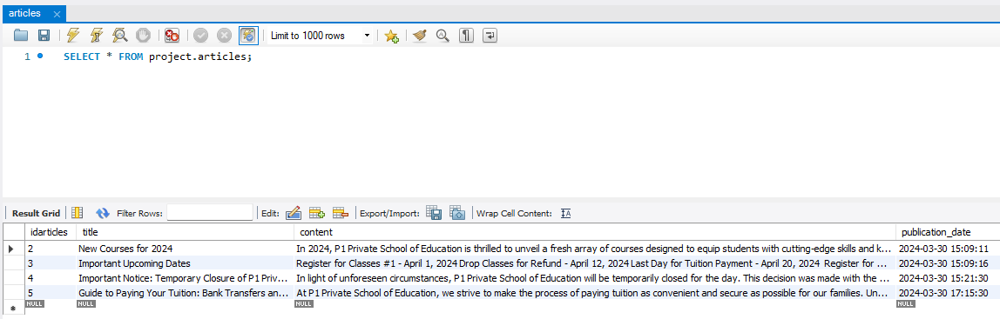 articles ×
Limit to 1000 rows
1 SELECT * FROM project.articles;
Result Grid Filter Rows: Edit: Export/Import: Wrap Cell Content:
idarticles title content publication_date
2 New Courses for 2024 In 2024, P1 Private School of Education is thrilled to unveil a fresh array of courses designed to equip students with cutting-edge skills and k... 2024-03-30 15:09:11
3 Important Upcoming Dates Register for Classes #1 - April 1, 2024 Drop Classes for Refund - April 12, 2024 Last Day for Tuition Payment - April 20, 2024 Register for ... 2024-03-30 15:09:16
4 Important Notice: Temporary Closure of P1 Priv... In light of unforeseen circumstances, P1 Private School of Education will be temporarily closed for the day. This decision was made with the ... 2024-03-30 15:21:30
5 Guide to Paying Your Tuition: Bank Transfers an... At P1 Private School of Education, we strive to make the process of paying tuition as convenient and secure as possible for our families. Un... 2024-03-30 17:15:30
NULL NULL NULL NULL